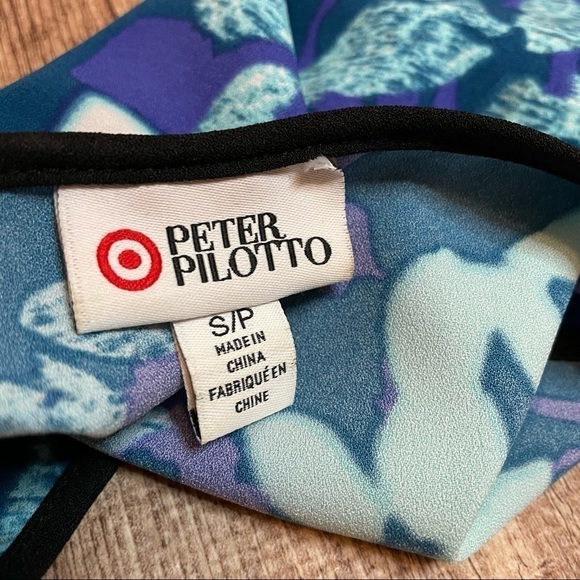 PETER
PILOTTO
S/P
MADE IN
CHINA
FABRIQUÉ EN
CHINE